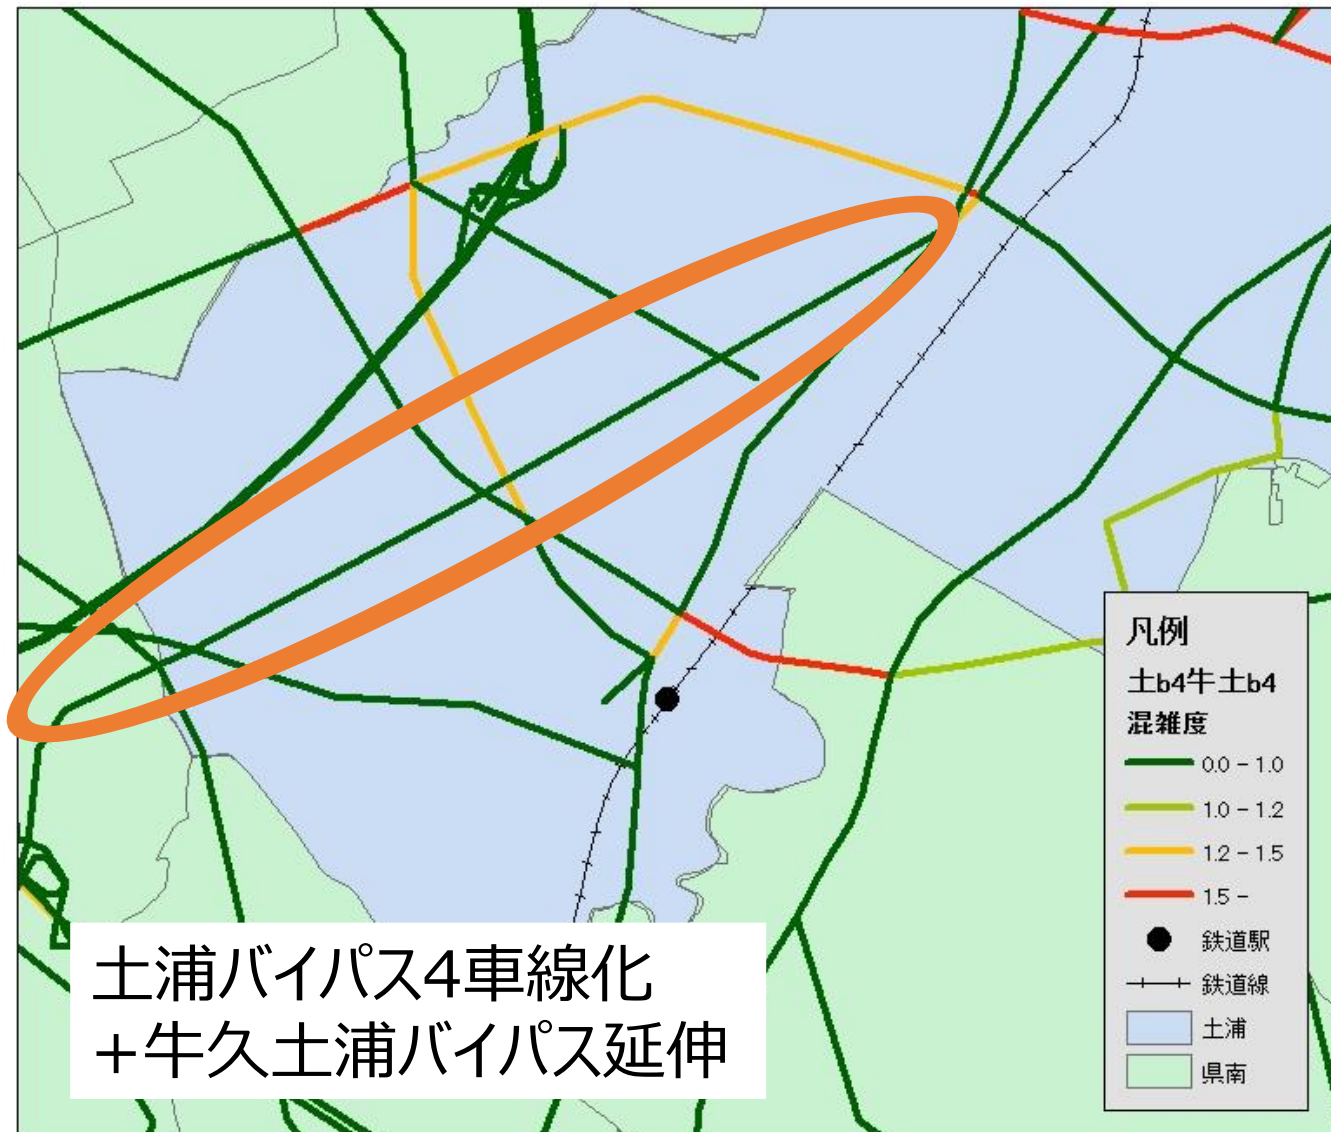 凡例
土b4牛土b4
混雑度
0.0 - 1.0
1.0 - 1.2
1.2 - 1.5
1.5 -
鉄道駅
鉄道線
土浦
県南
土浦バイパス4車線化
+牛久土浦バイパス延伸